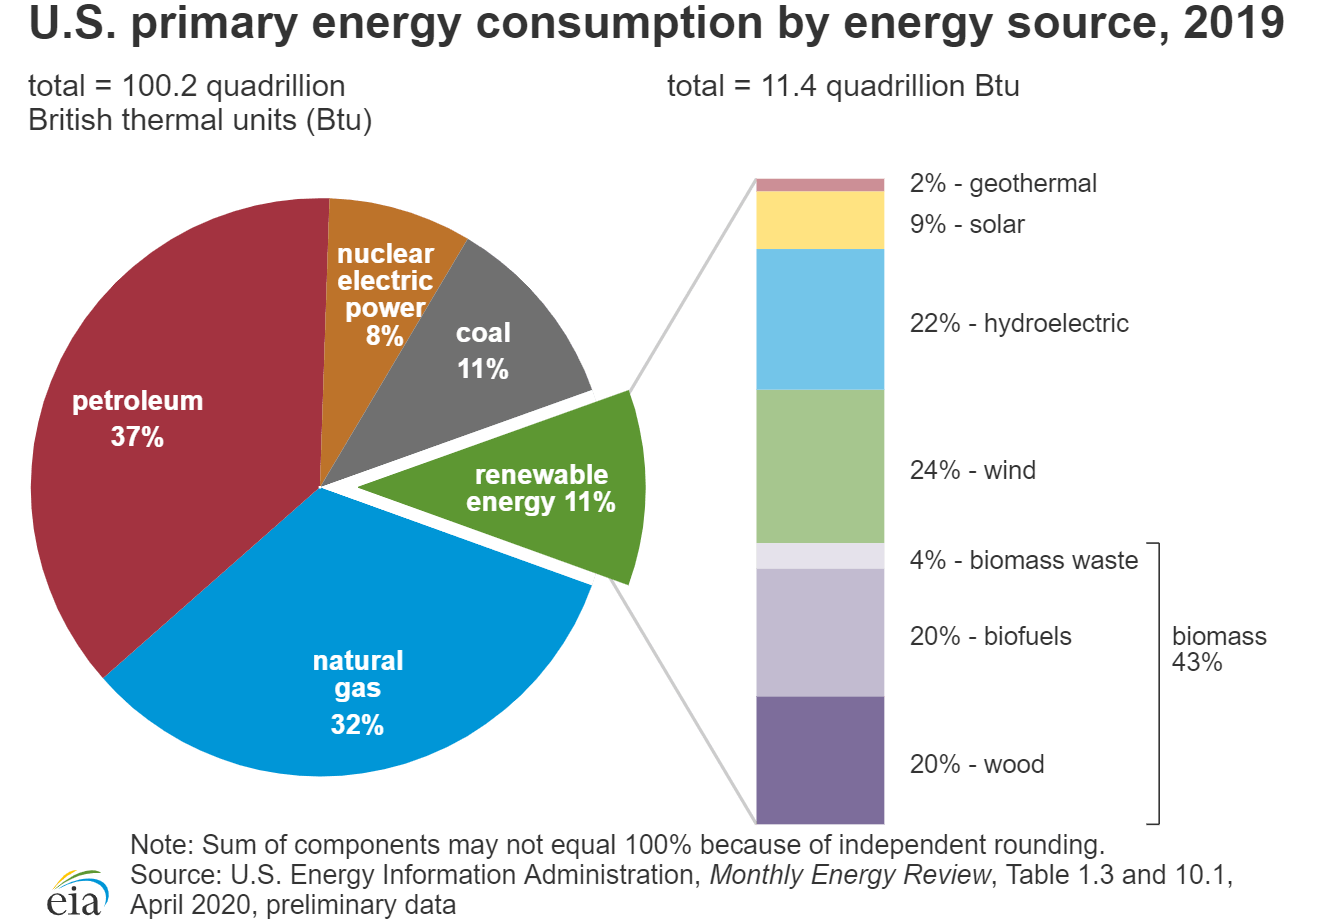 U.S. primary energy consumption by energy source, 2019
total = 100.2 quadrillion
British thermal units (Btu)
total = 11.4 quadrillion Btu
nuclear
electric
power
8%
coal
11%
petroleum
37%
renewable
energy 11%
natural
gas
32%
2% - geothermal
9% - solar
22% - hydroelectric
24% - wind
4% - biomass waste
20% - biofuels
20% - wood
biomass
43%
Note: Sum of components may not equal 100% because of independent rounding.
Source: U.S. Energy Information Administration, Monthly Energy Review, Table 1.3 and 10.1,
April 2020, preliminary data
eia